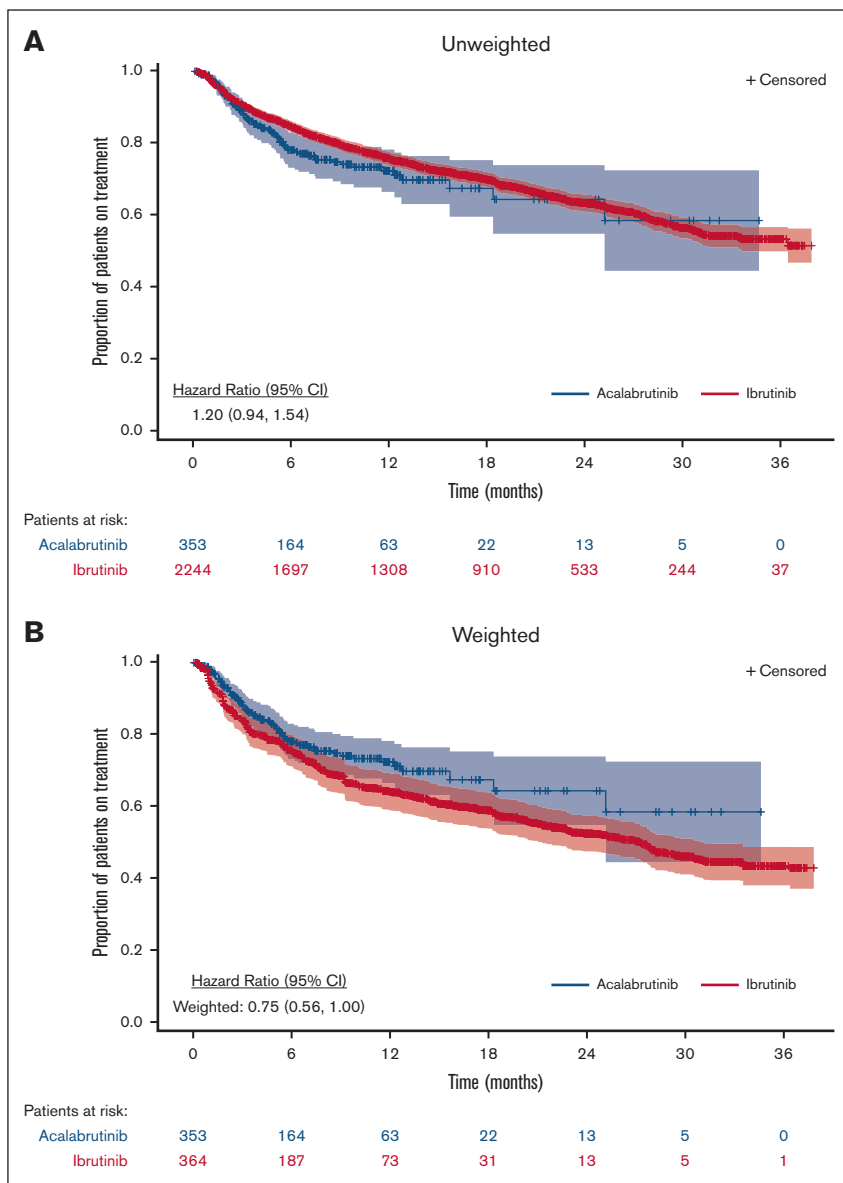 A
Unweighted
+ Censored
1.0
0.8
0.6
0.4
0.2
0.0
Proportion of patients on treatment
Hazard Ratio (95% CI)
1.20 (0.94, 1.54)
Acalabrutinib Ibrutinib
0 6 12 18 24 30 36
Time (months)
Patients at risk:
Acalabrutinib 353 164 63 22 13 5 0
Ibrutinib 2244 1697 1308 910 533 244 37
B
Weighted
+ Censored
1.0
0.8
0.6
0.4
0.2
0.0
Proportion of patients on treatment
Hazard Ratio (95% CI)
Weighted: 0.75 (0.56, 1.00)
Acalabrutinib Ibrutinib
0 6 12 18 24 30 36
Time (months)
Patients at risk:
Acalabrutinib 353 164 63 22 13 5 0
Ibrutinib 364 187 73 31 13 5 1